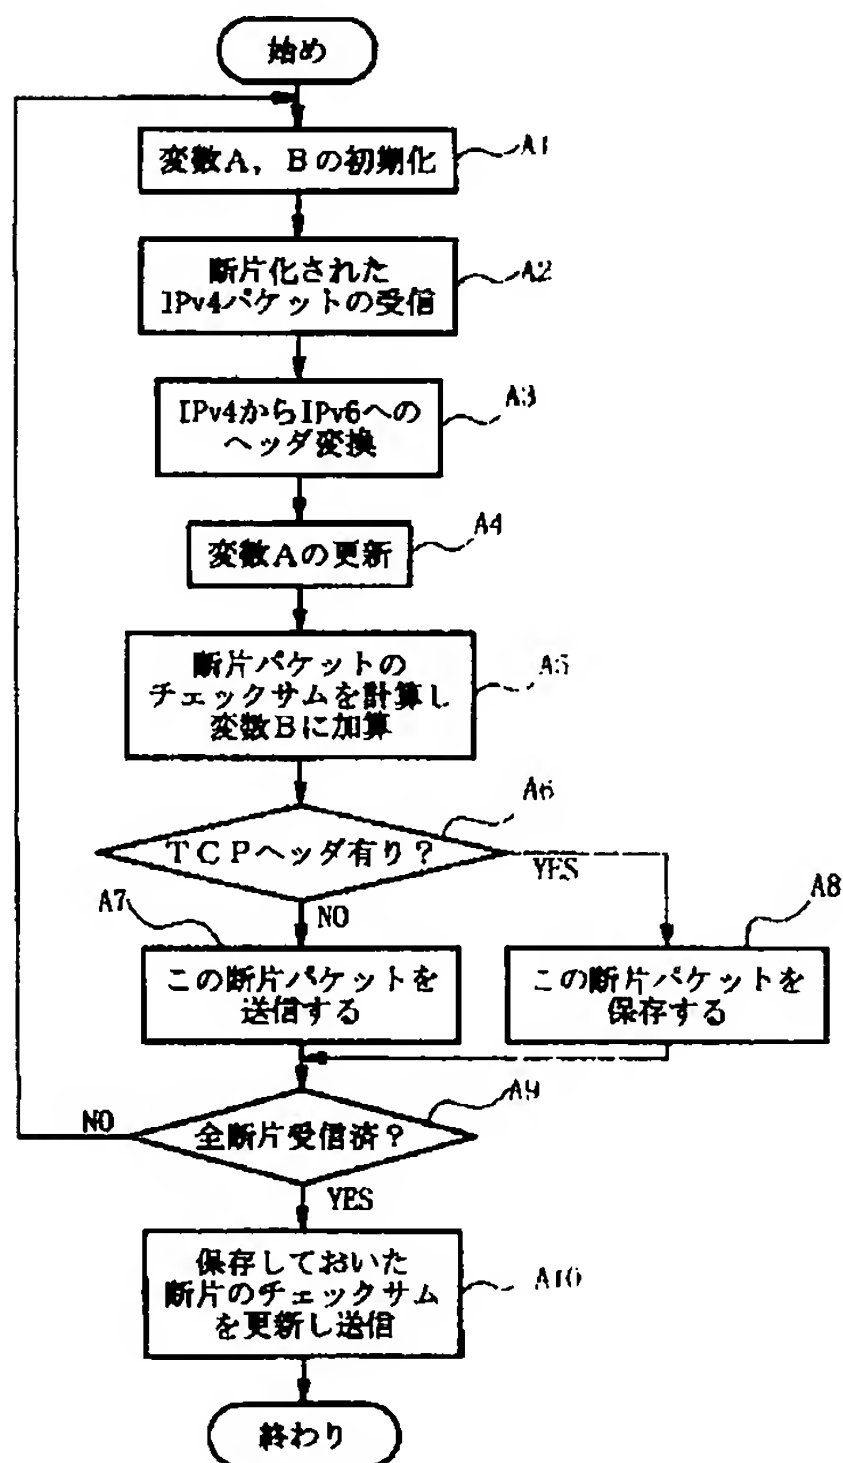 始め
変数A，Bの初期化
A1
断片化された
IPv4パケットの受信
A2
IPv4からIPv6への
ヘッダ変換
A3
変数Aの更新
A4
断片パケットの
チェックサムを計算し
変数Bに加算
A5
TCPヘッダ有り？
A6
YES
NO
A7
この断片パケットを
送信する
A8
この断片パケットを
保存する
全断片受信済？
A9
NO
YES
保存しておいた
断片のチェックサム
を更新し送信
A10
終わり